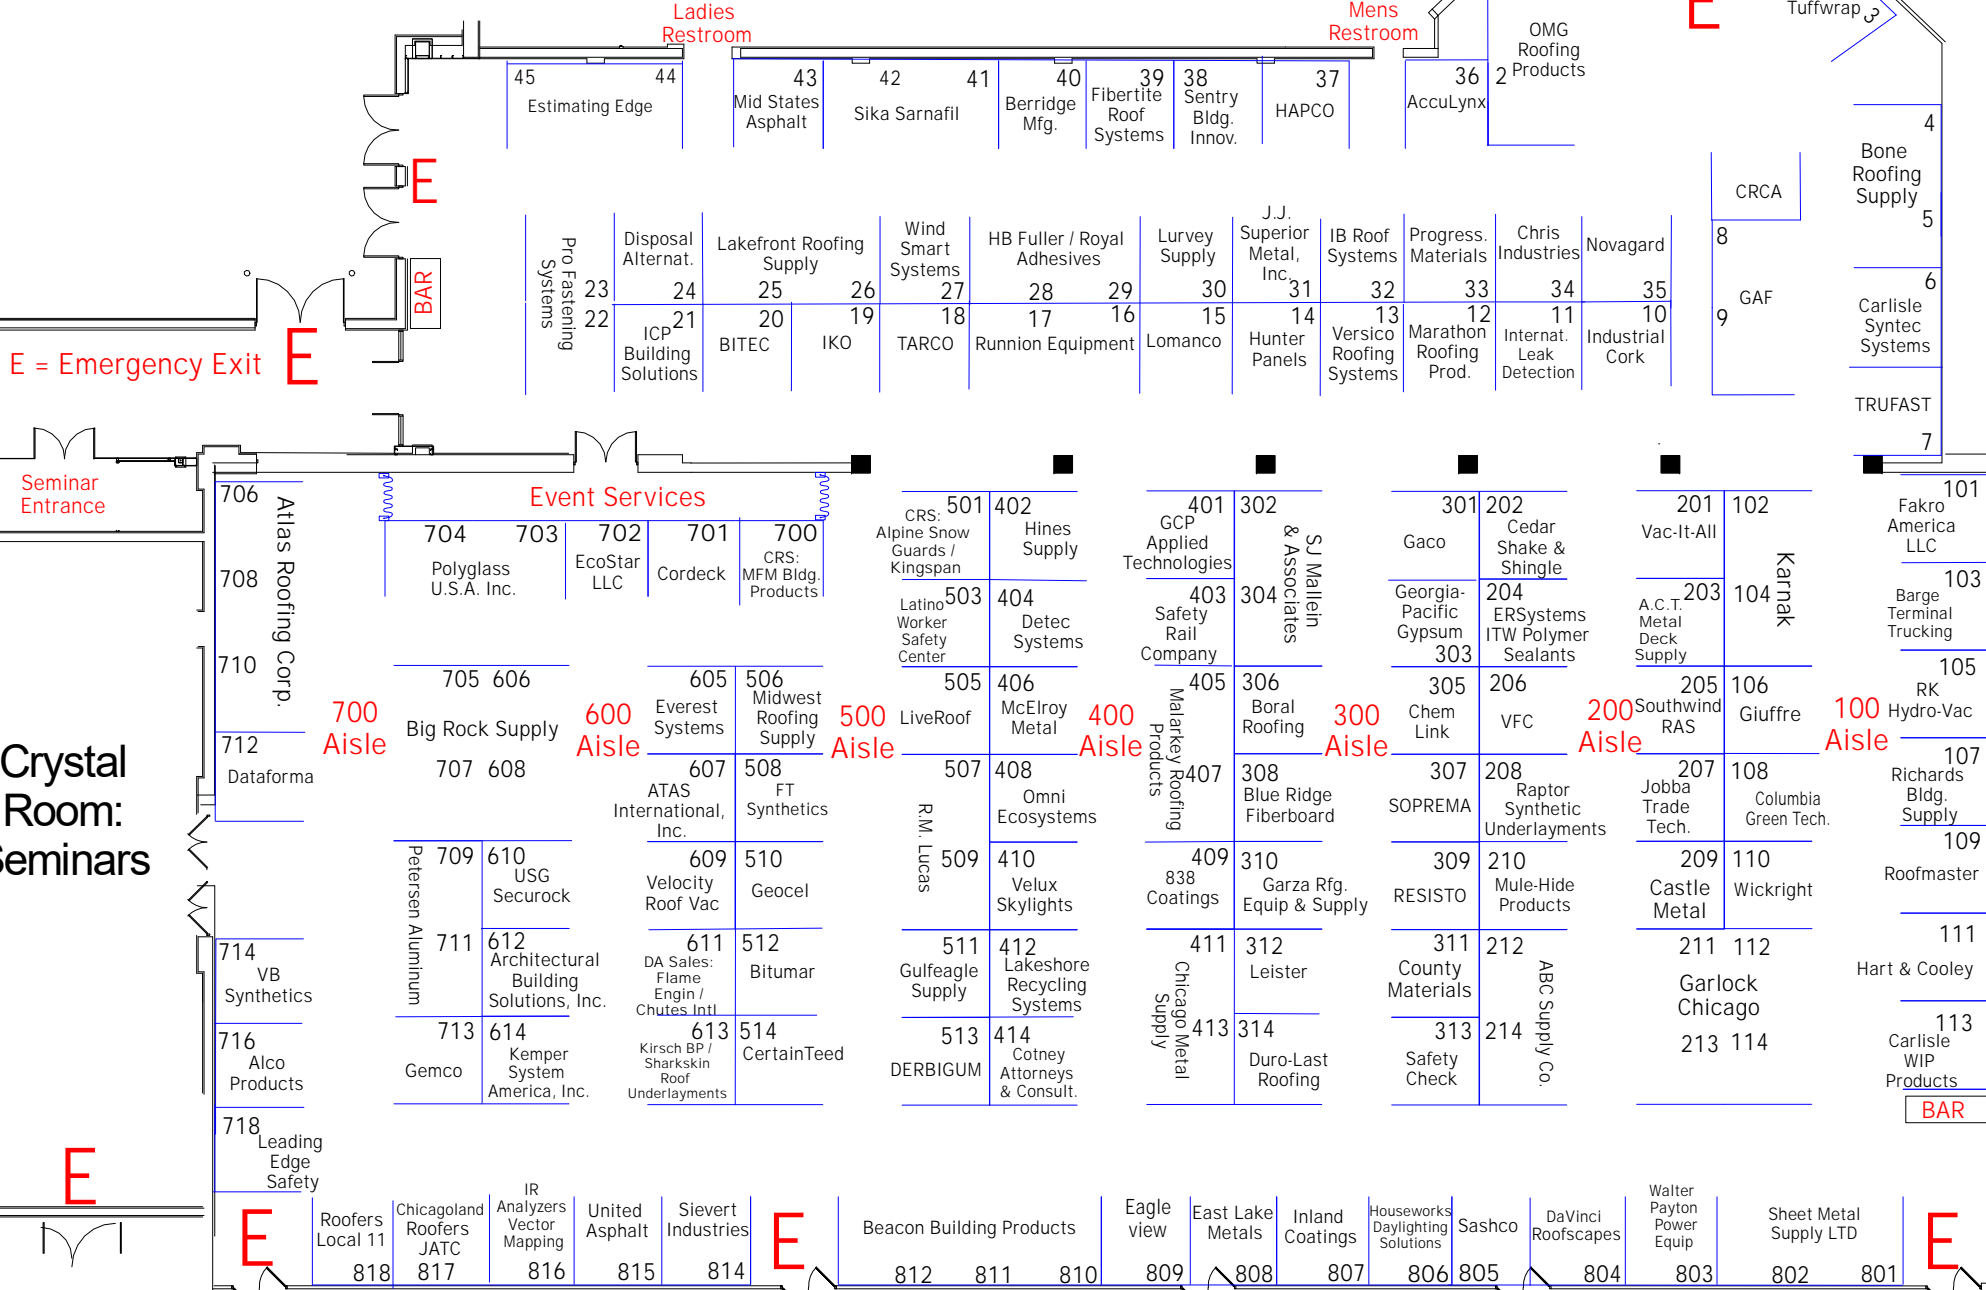 Ladies
Restroom
Mens
Restroom
E
Tuffwrap 3
OMG
Roofing
Products
2
45 44
Estimating Edge
43
Mid States
Asphalt
42 41
Sika Sarnafil
40
Berridge
Mfg.
39
Fibertite
Roof
Systems
38
Sentry
Bldg.
Innov.
37
HAPCO
36
AccuLynx
4
Bone
Roofing
Supply
5
E
CRCA
8
GAF
9
6
Carlisle
Syntec
Systems
TRUFAST
7
BAR
Pro Fastening
Systems
23
22
Disposal
Alternat.
24
Lakefront Roofing
Supply
25 26
Wind
Smart
Systems
27
HB Fuller / Royal
Adhesives
28 29
Lurvey
Supply
30
J.J.
Superior
Metal,
Inc.
31
IB Roof
Systems
32
Progress.
Materials
33
Chris
Industries
34
Novagard
35
21
ICP
Building
Solutions
20
BITEC
19
IKO
18
TARCO
17 16
Runnion Equipment
15
Lomanco
14
Hunter
Panels
13
Versico
Roofing
Systems
12
Marathon
Roofing
Prod.
11
Internat.
Leak
Detection
10
Industrial
Cork
E = Emergency Exit
E
Seminar
Entrance
Event Services
706
708
710
Atlas Roofing Corp.
712
Dataforma
704 703
Polyglass
U.S.A. Inc.
702
EcoStar
LLC
701
Cordeck
700
CRS:
MFM Bldg.
Products
501
CRS:
Alpine Snow
Guards /
Kingspan
402
Hines
Supply
503
Latino
Worker
Safety
Center
404
Detec
Systems
401
GCP
Applied
Technologies
302
304
SJ Mallein
& Associates
403
Safety
Rail
Company
301
Gaco
202
Cedar
Shake &
Shingle
Georgia-
Pacific
Gypsum
303
204
ERSystems
ITW Polymer
Sealants
201
Vac-It-All
102
104
Karnak
203
A.C.T.
Metal
Deck
Supply
101
Fakro
America
LLC
103
Barge
Terminal
Trucking
105
RK
Hydro-Vac
107
Richards
Bldg.
Supply
109
Roofmaster
111
Hart & Cooley
113
Carlisle
WIP
Products
BAR
700
Aisle
600
Aisle
500
Aisle
400
Aisle
300
Aisle
200
Aisle
100
Aisle
705 606
Big Rock Supply
707 608
605
Everest
Systems
506
Midwest
Roofing
Supply
505
LiveRoof
406
McElroy
Metal
405
407
Malarkey Roofing
Products
306
Boral
Roofing
305
Chem
Link
206
VFC
205
Southwind
RAS
106
Giuffre
607
ATAS
International,
Inc.
508
FT
Synthetics
507
509
R.M. Lucas
408
Omni
Ecosystems
308
Blue Ridge
Fiberboard
307
SOPREMA
208
Raptor
Synthetic
Underlayments
207
Jobba
Trade
Tech.
108
Columbia
Green Tech.
Crystal
Room:
709
711
Petersen Aluminum
610
USG
Securock
609
Velocity
Roof Vac
510
Geocel
410
Velux
Skylights
409
838
Coatings
310
Garza Rfg.
Equip & Supply
309
RESISTO
210
Mule-Hide
Products
209
Castle
Metal
110
Wickright
714
VB
Synthetics
612
Architectural
Building
Solutions, Inc.
611
DA Sales:
Flame
Engin /
Chutes Intl
512
Bitumar
511
Gulfeagle
Supply
412
Lakeshore
Recycling
Systems
411
413
Chicago Metal
Supply
312
Leister
311
County
Materials
212
214
ABC Supply Co.
211 112
Garlock
Chicago
213 114
716
Alco
Products
713
Gemco
614
Kemper
System
America, Inc.
613
Kirsch BP /
Sharkskin
Roof
Underlayments
514
CertainTeed
513
DERBIGUM
414
Cotney
Attorneys
& Consult.
314
Duro-Last
Roofing
313
Safety
Check
718
Leading
Edge
Safety
E
E
Roofers
Local 11
818
Chicagoland
Roofers
JATC
817
IR
Analyzers
Vector
Mapping
816
United
Asphalt
815
Sievert
Industries
814
E
Beacon Building Products
812 811 810
Eagle
view
809
East Lake
Metals
808
Inland
Coatings
807
Houseworks
Daylighting
Solutions
806
Sashco
805
DaVinci
Roofscapes
804
Walter
Payton
Power
Equip
803
Sheet Metal
Supply LTD
802 801
E